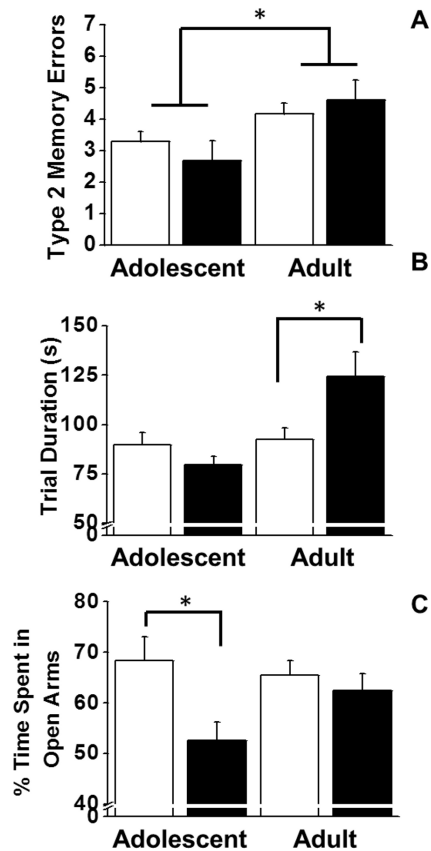 A
*
Type 2 Memory Errors
7
6
5
4
3
2
1
0
Adolescent Adult
B
*
Trial Duration (s)
150
125
100
75
50
0
Adolescent Adult
C
*
% Time Spent in
Open Arms
80
70
60
50
40
0
Adolescent Adult